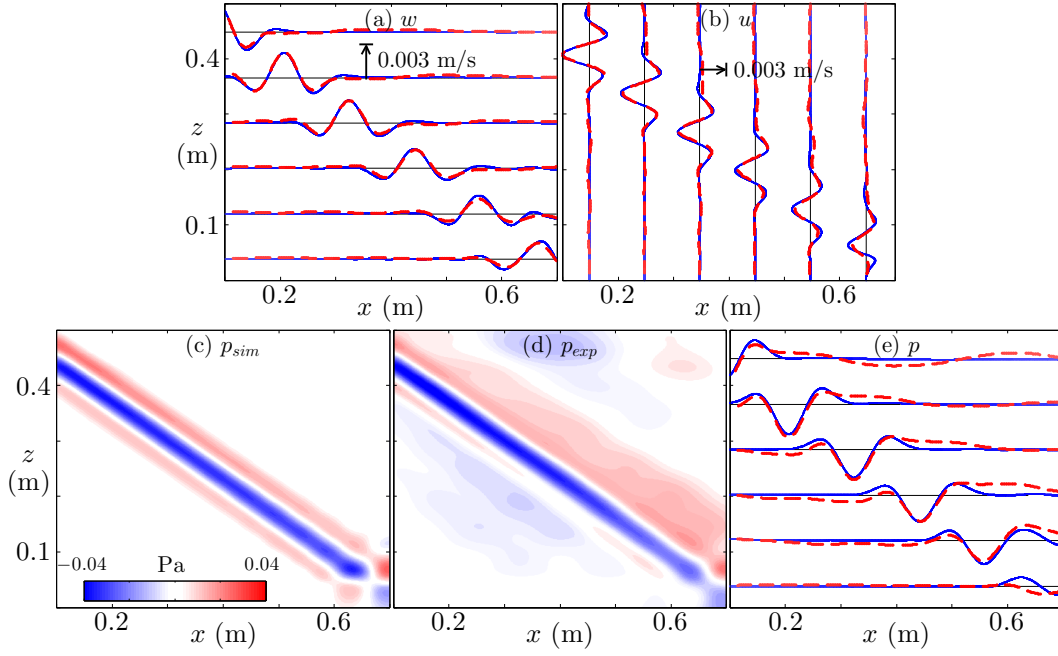 (a) w
(b) u
0.4
0.003 m/s
0.003 m/s
z
(m)
0.1
0.2
0.6
0.2
0.6
x (m)
x (m)
(c) p_sim
(d) p_exp
(e) p
0.4
z
(m)
0.1
−0.04
Pa
0.04
0.2
0.6
0.2
0.6
0.2
0.6
x (m)
x (m)
x (m)